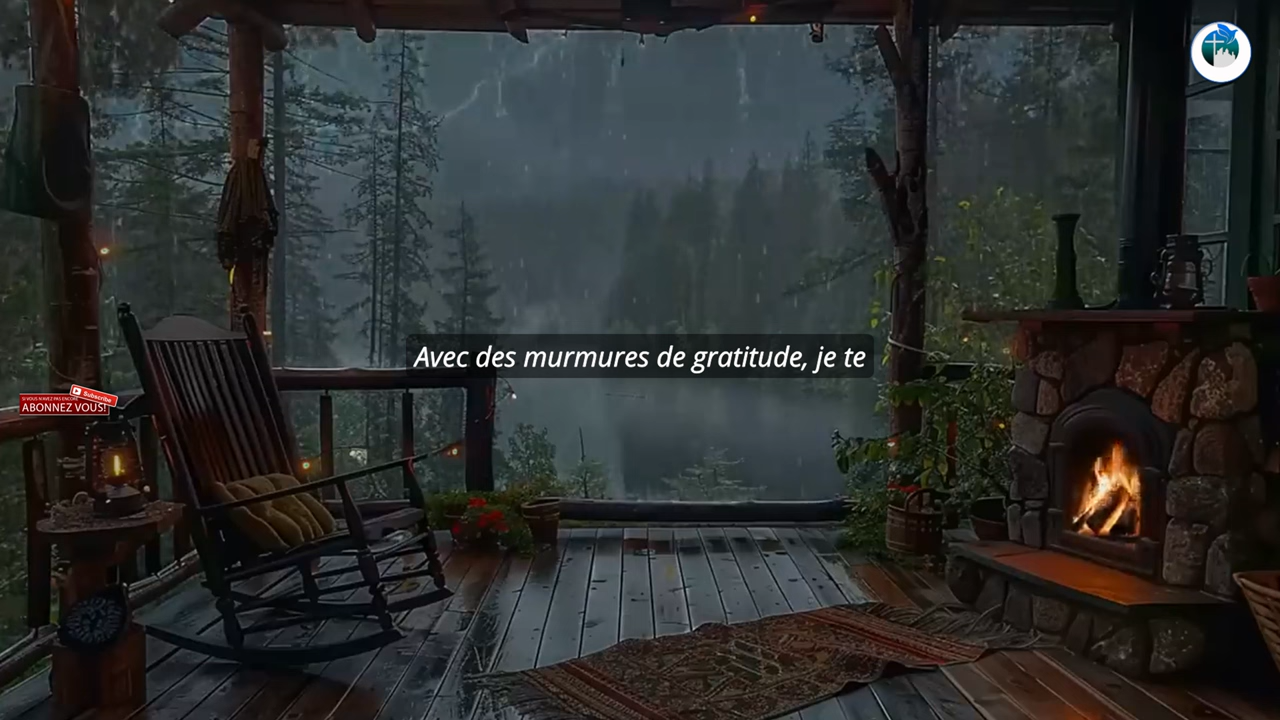 Avec des murmures de gratitude, je te
SI VOUS N'AVEZ PAS ENCORE
ABONNEZ VOUS!
Subscribe